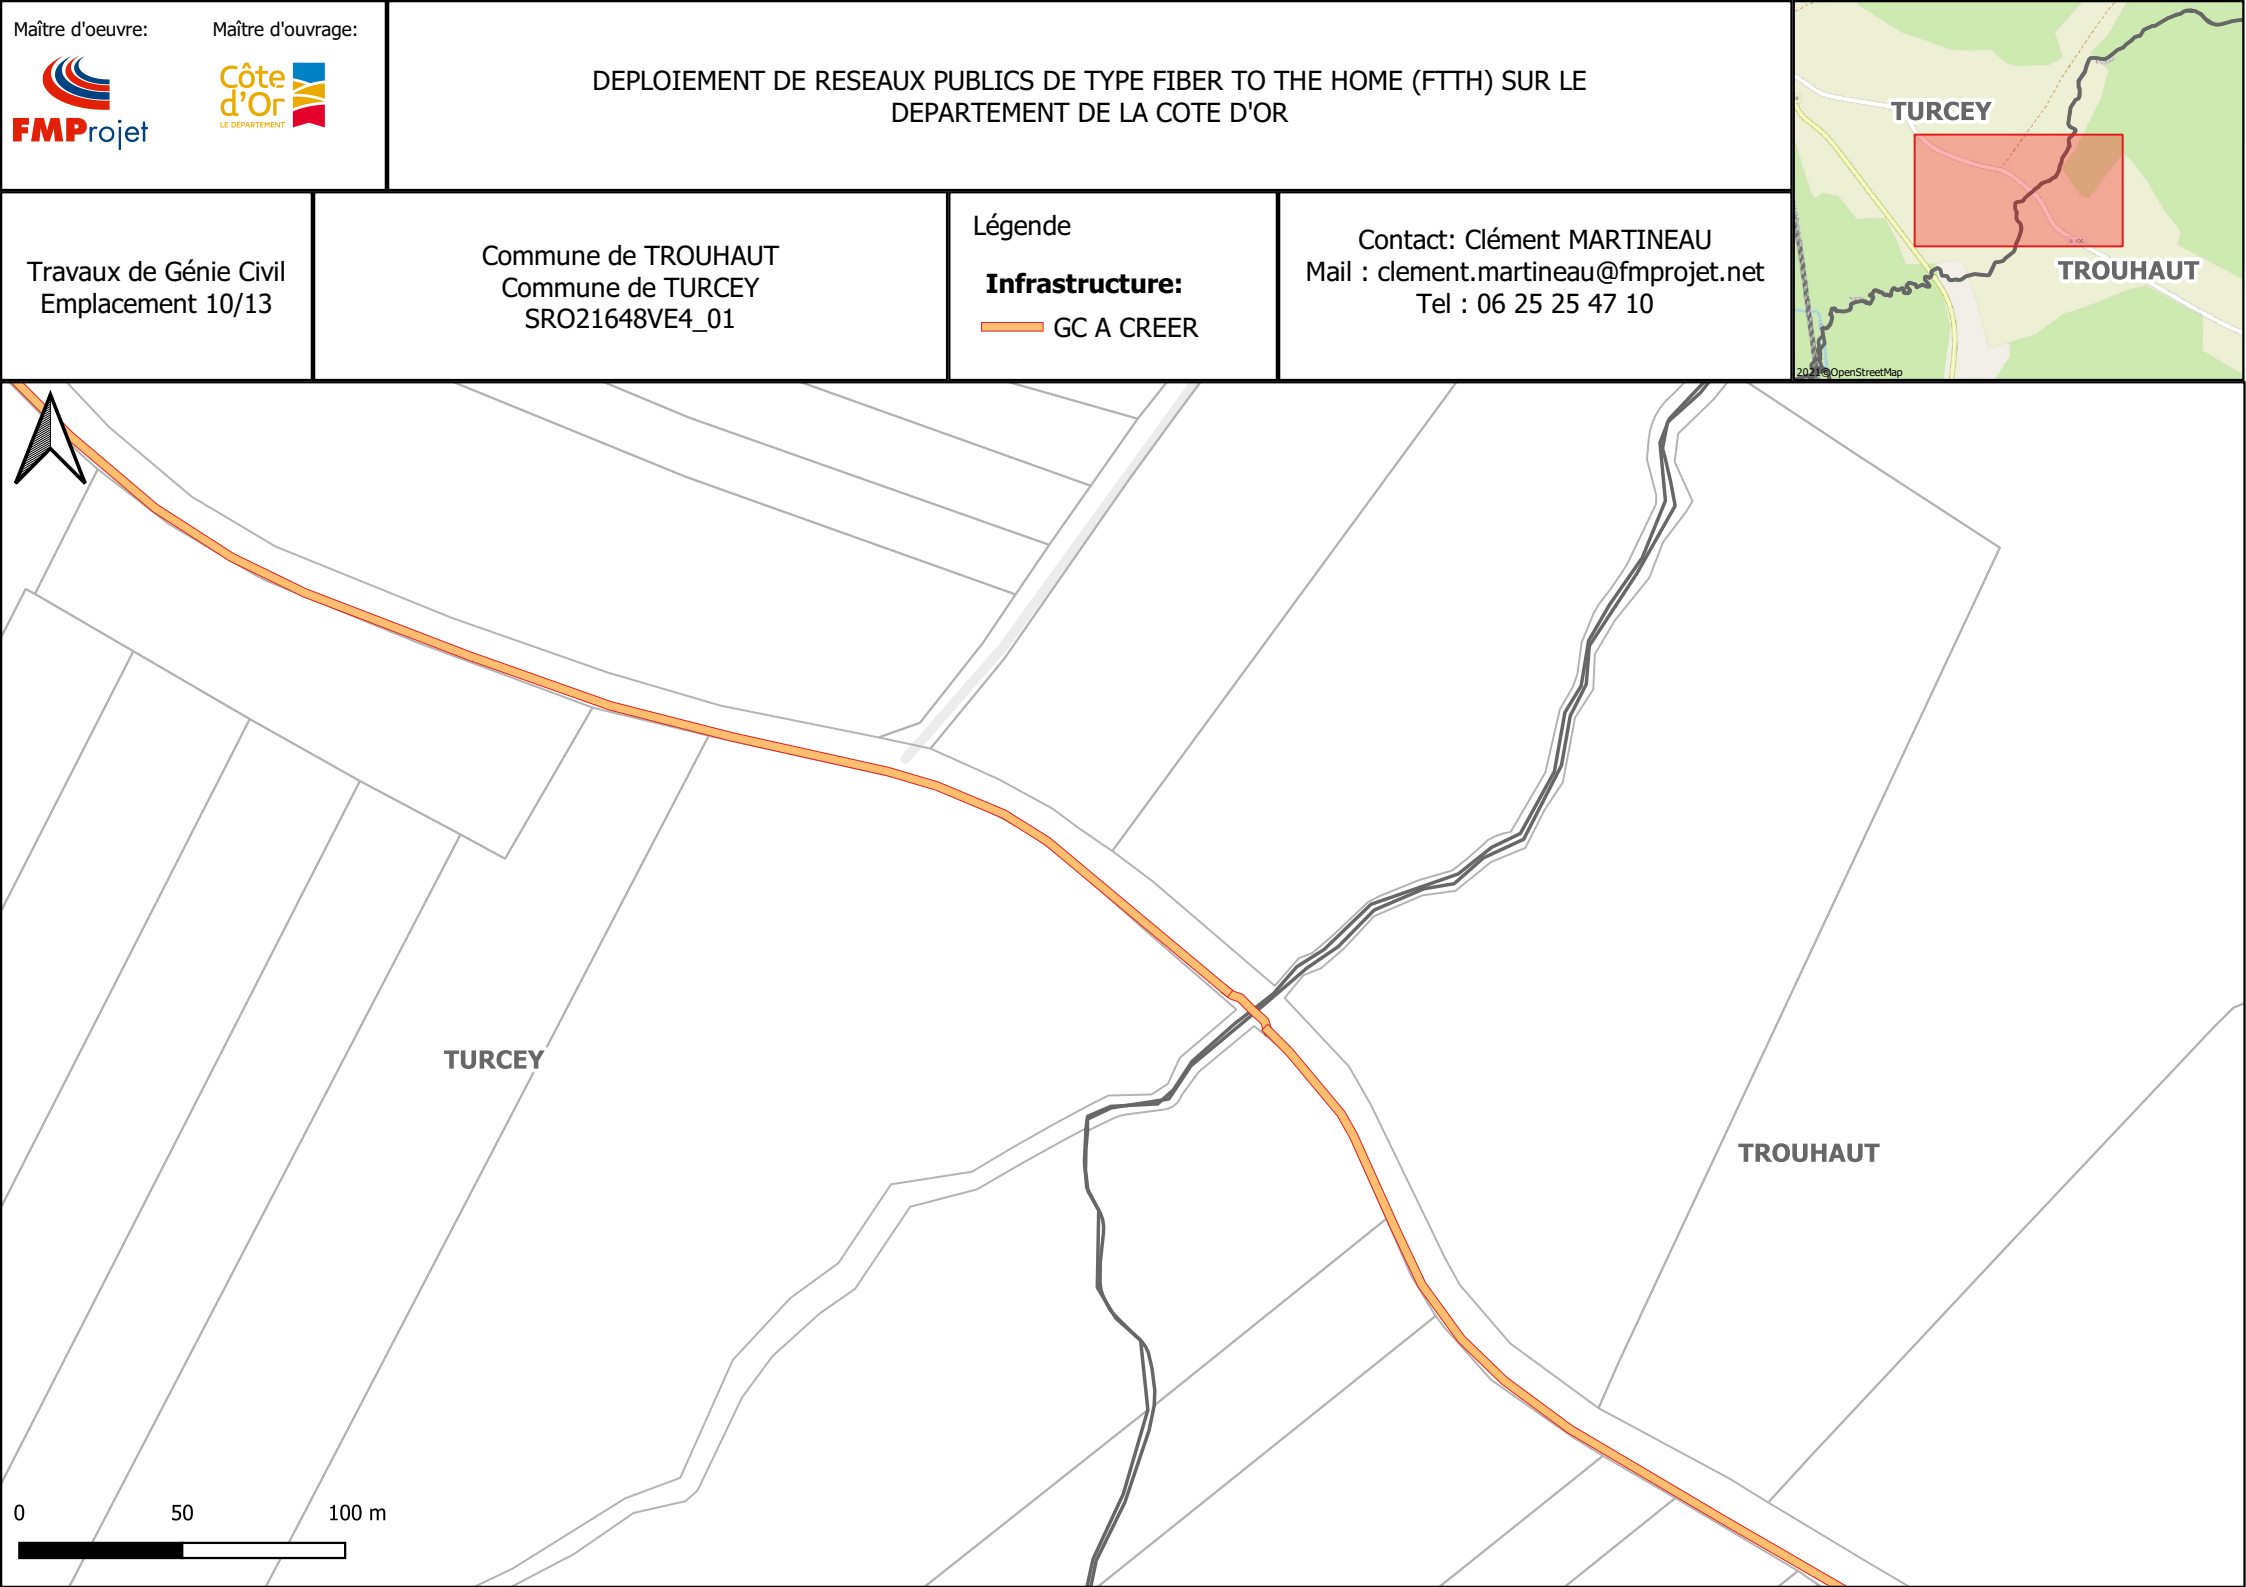 Maître d'oeuvre:
Maître d'ouvrage:
FMProjet
Côte
d'Or
LE DÉPARTEMENT
DEPLOIEMENT DE RESEAUX PUBLICS DE TYPE FIBER TO THE HOME (FTTH) SUR LE
DEPARTEMENT DE LA COTE D'OR
TURCEY
TROUHAUT
2021©OpenStreetMap
Travaux de Génie Civil
Emplacement 10/13
Commune de TROUHAUT
Commune de TURCEY
SRO21648VE4_01
Légende
Infrastructure:
GC A CREER
Contact: Clément MARTINEAU
Mail : clement.martineau@fmprojet.net
Tel : 06 25 25 47 10
TURCEY
TROUHAUT
0 50 100 m